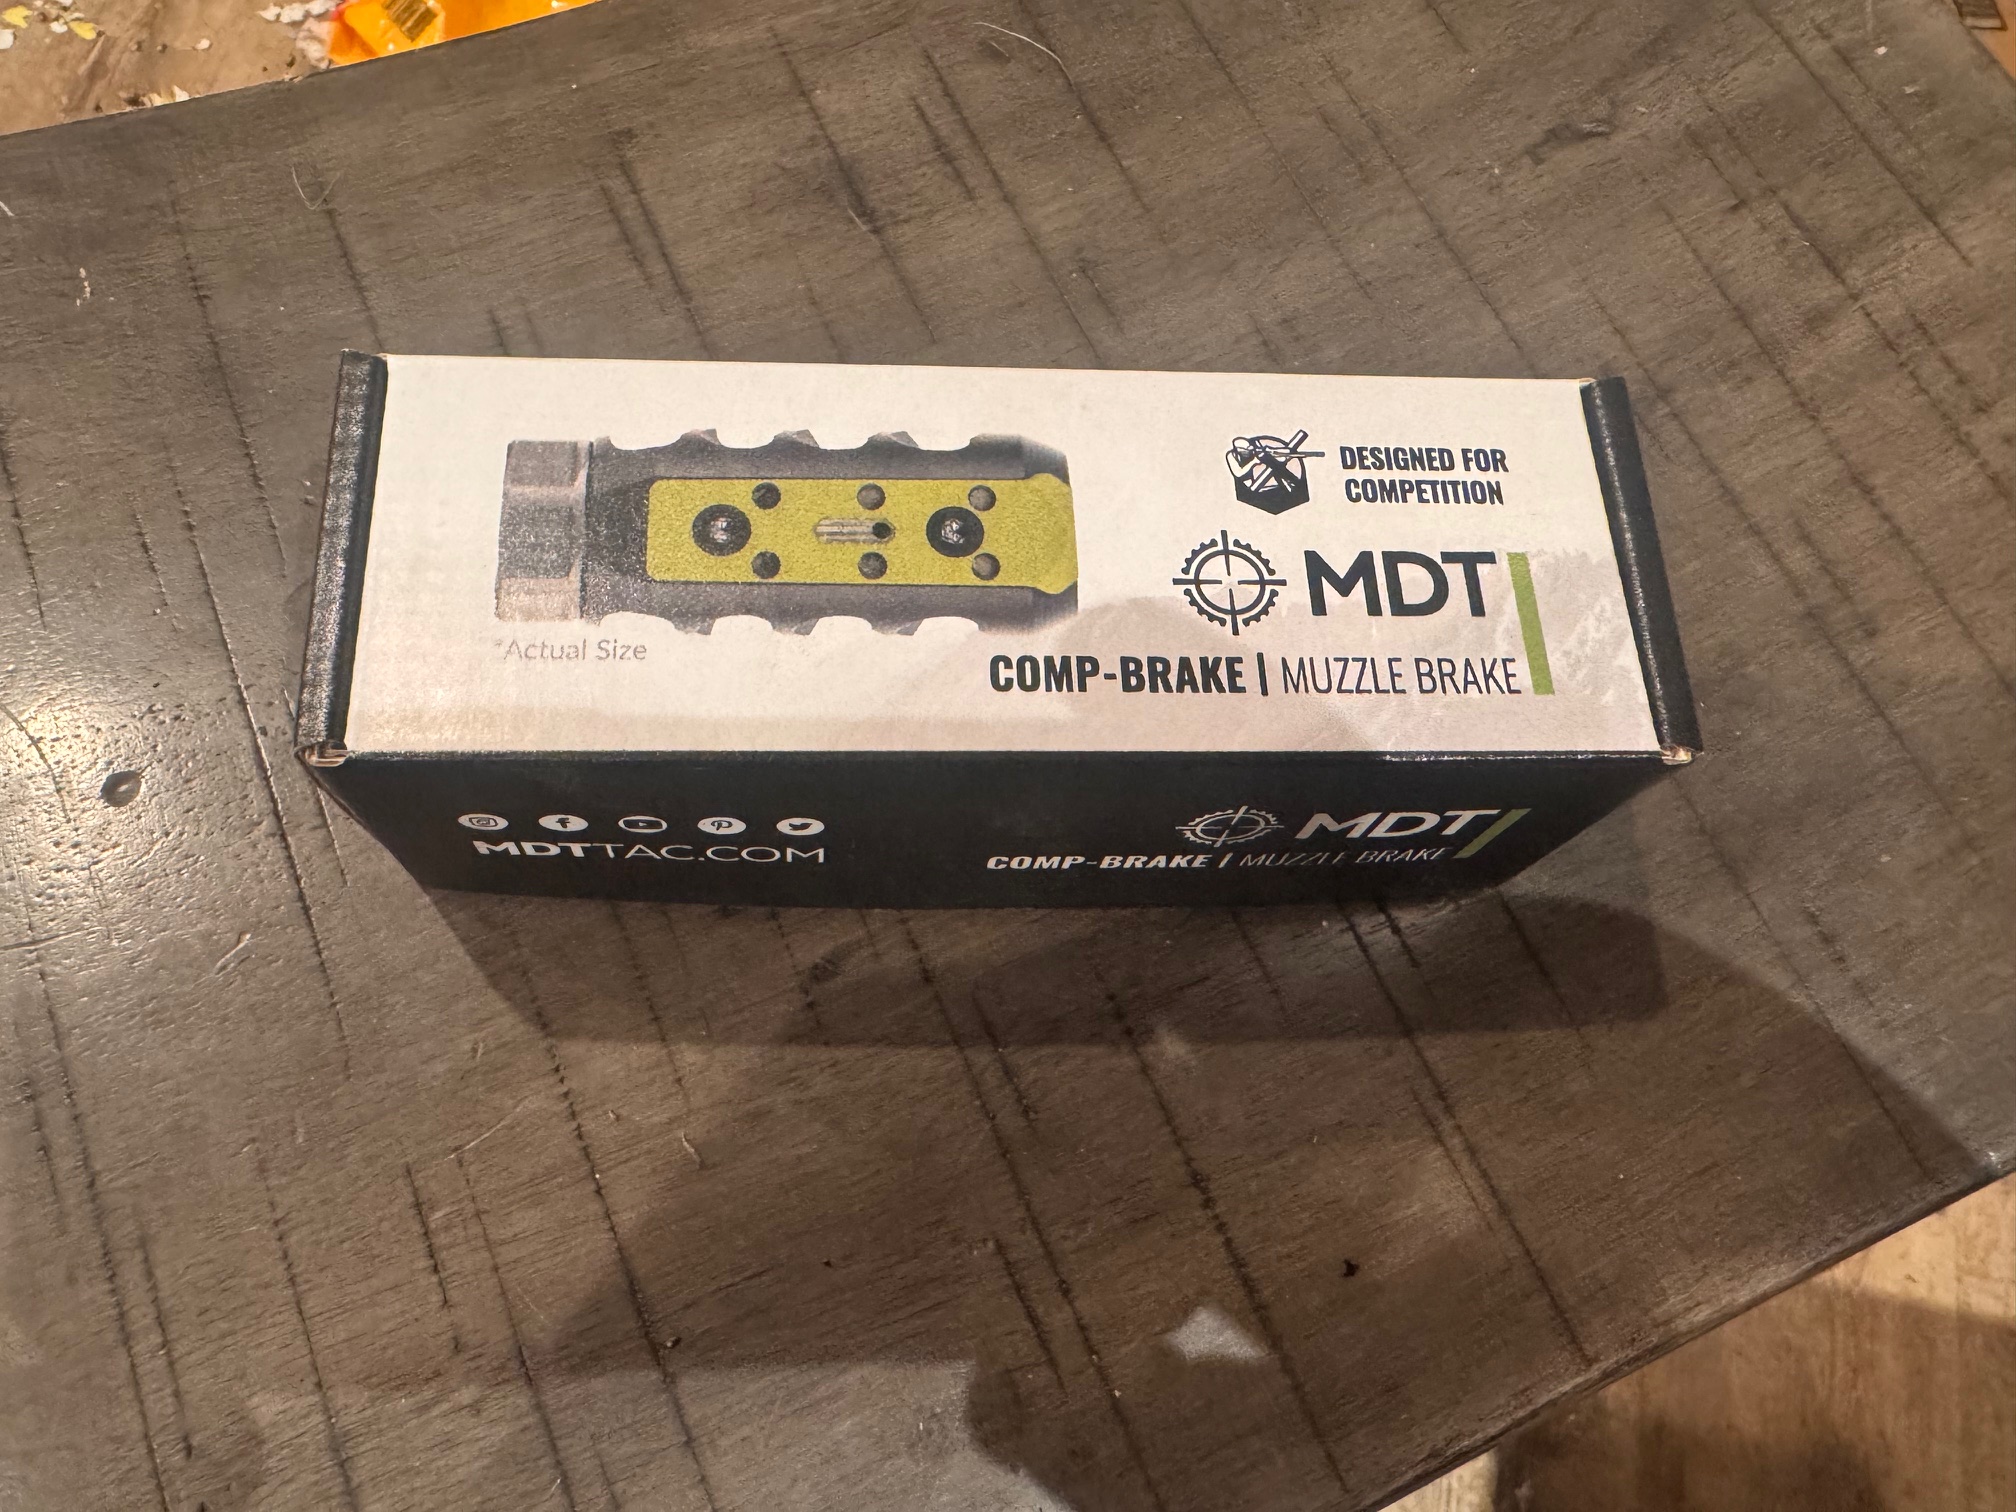 DESIGNED FOR
COMPETITION
MDT
COMP-BRAKE | MUZZLE BRAKE
*Actual Size
MDTTAC.COM
MDT
COMP-BRAKE | MUZZLE BRAKE